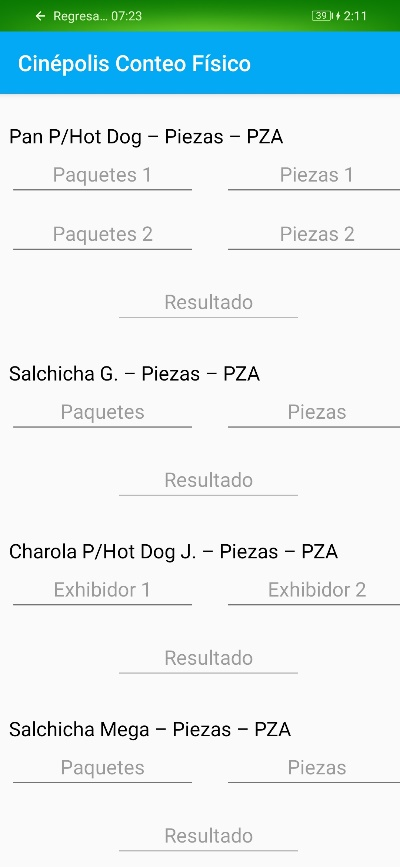 ← Regresa... 07:23 39 2:11
Cinépolis Conteo Físico
Pan P/Hot Dog – Piezas – PZA
Paquetes 1 Piezas 1
Paquetes 2 Piezas 2
Resultado
Salchicha G. – Piezas – PZA
Paquetes Piezas
Resultado
Charola P/Hot Dog J. – Piezas – PZA
Exhibidor 1 Exhibidor 2
Resultado
Salchicha Mega – Piezas – PZA
Paquetes Piezas
Resultado